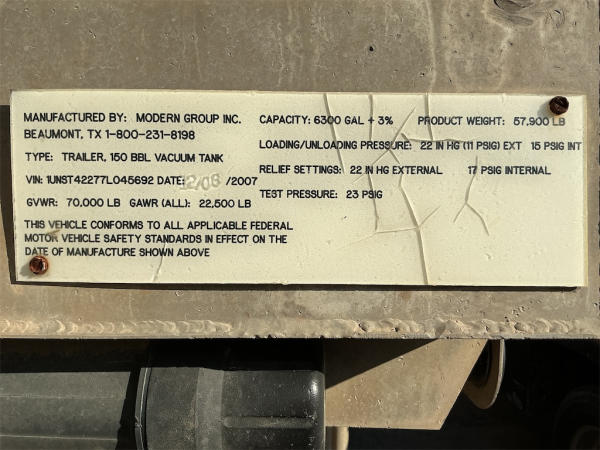 MANUFACTURED BY: MODERN GROUP INC.
BEAUMONT, TX 1-800-231-8198
TYPE: TRAILER, 150 BBL VACUUM TANK
VIN: 1UNST42277L045692 DATE: 2/08 /2007
GVWR: 70,000 LB GAWR (ALL): 22,500 LB
THIS VEHICLE CONFORMS TO ALL APPLICABLE FEDERAL
MOTOR VEHICLE SAFETY STANDARDS IN EFFECT ON THE
DATE OF MANUFACTURE SHOWN ABOVE
CAPACITY: 6300 GAL + 3% PRODUCT WEIGHT: 57,900 LB
LOADING/UNLOADING PRESSURE: 22 IN HG (11 PSIG) EXT 15 PSIG INT
RELIEF SETTINGS: 22 IN HG EXTERNAL 17 PSIG INTERNAL
TEST PRESSURE: 23 PSIG